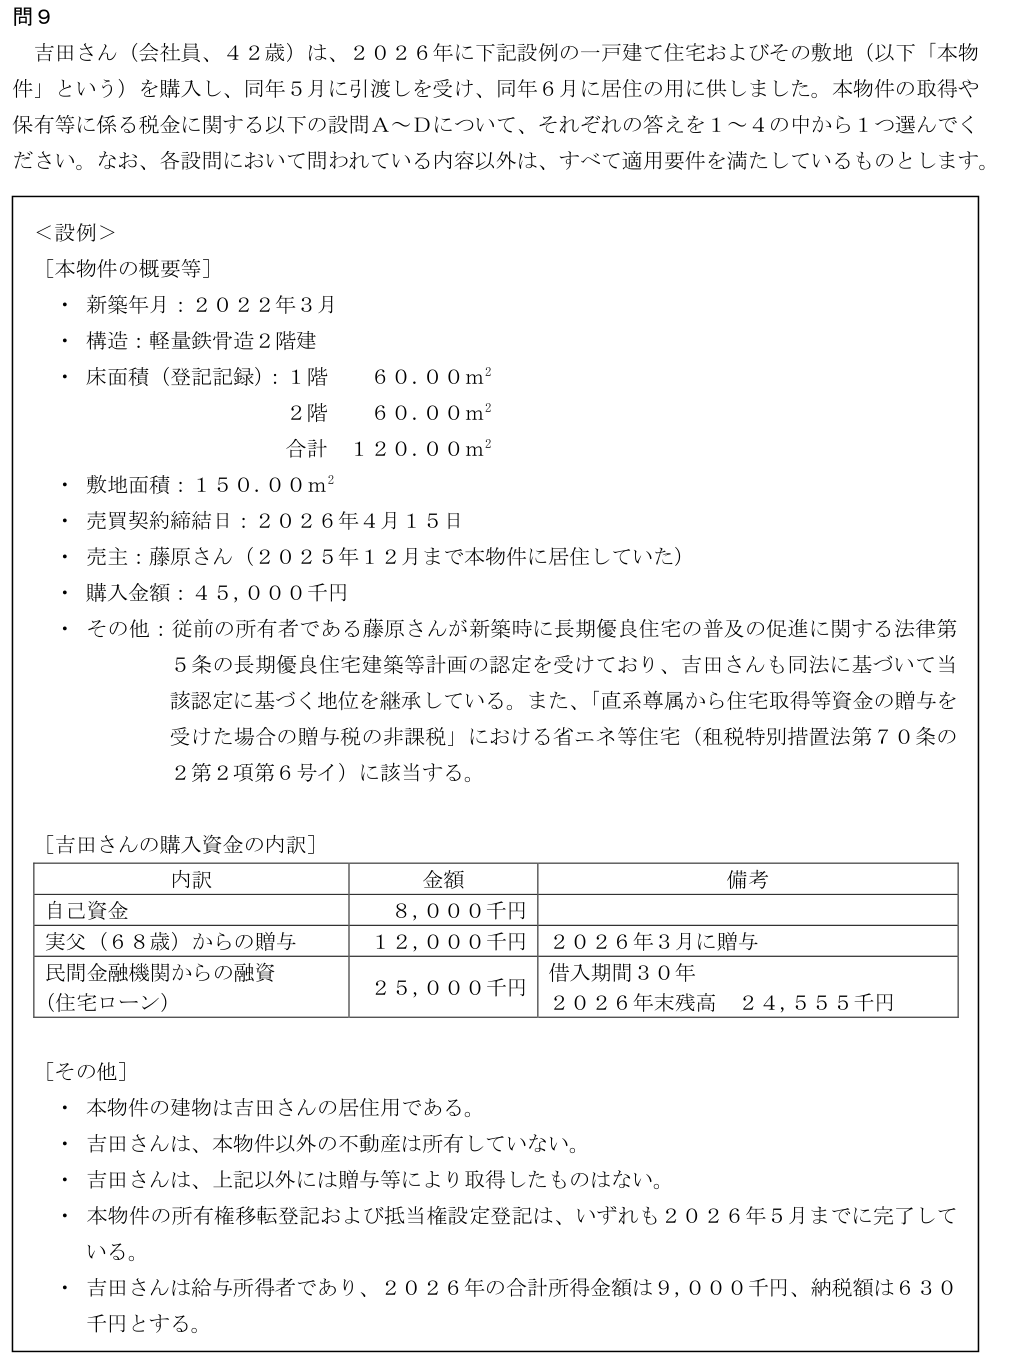 問９
吉田さん（会社員、４２歳）は、２０２６年に下記設例の一戸建て住宅およびその敷地（以下「本物
件」という）を購入し、同年５月に引渡しを受け、同年６月に居住の用に供しました。本物件の取得や
保有等に係る税金に関する以下の設問Ａ～Ｄについて、それぞれの答えを１～４の中から１つ選んでく
ださい。なお、各設問において問われている内容以外は、すべて適用要件を満たしているものとします。
＜設例＞
［本物件の概要等］
・ 新築年月：２０２２年３月
・ 構造：軽量鉄骨造２階建
・ 床面積（登記記録）：１階　　６０．００㎡
２階　　６０．００㎡
合計　１２０．００㎡
・ 敷地面積：１５０．００㎡
・ 売買契約締結日：２０２６年４月１５日
・ 売主：藤原さん（２０２５年１２月まで本物件に居住していた）
・ 購入金額：４５，０００千円
・ その他：従前の所有者である藤原さんが新築時に長期優良住宅の普及の促進に関する法律第
５条の長期優良住宅建築等計画の認定を受けており、吉田さんも同法に基づいて当
該認定に基づく地位を継承している。また、「直系尊属から住宅取得等資金の贈与を
受けた場合の贈与税の非課税」における省エネ等住宅（租税特別措置法第７０条の
２第２項第６号イ）に該当する。
［吉田さんの購入資金の内訳］
内訳　金額　備考
自己資金　８，０００千円
実父（６８歳）からの贈与　１２，０００千円　２０２６年３月に贈与
民間金融機関からの融資　２５，０００千円　借入期間３０年
（住宅ローン）　２０２６年末残高　２４，５５５千円
［その他］
・ 本物件の建物は吉田さんの居住用である。
・ 吉田さんは、本物件以外の不動産は所有していない。
・ 吉田さんは、上記以外には贈与等により取得したものはない。
・ 本物件の所有権移転登記および抵当権設定登記は、いずれも２０２６年５月までに完了して
いる。
・ 吉田さんは給与所得者であり、２０２６年の合計所得金額は９，０００千円、納税額は６３０
千円とする。